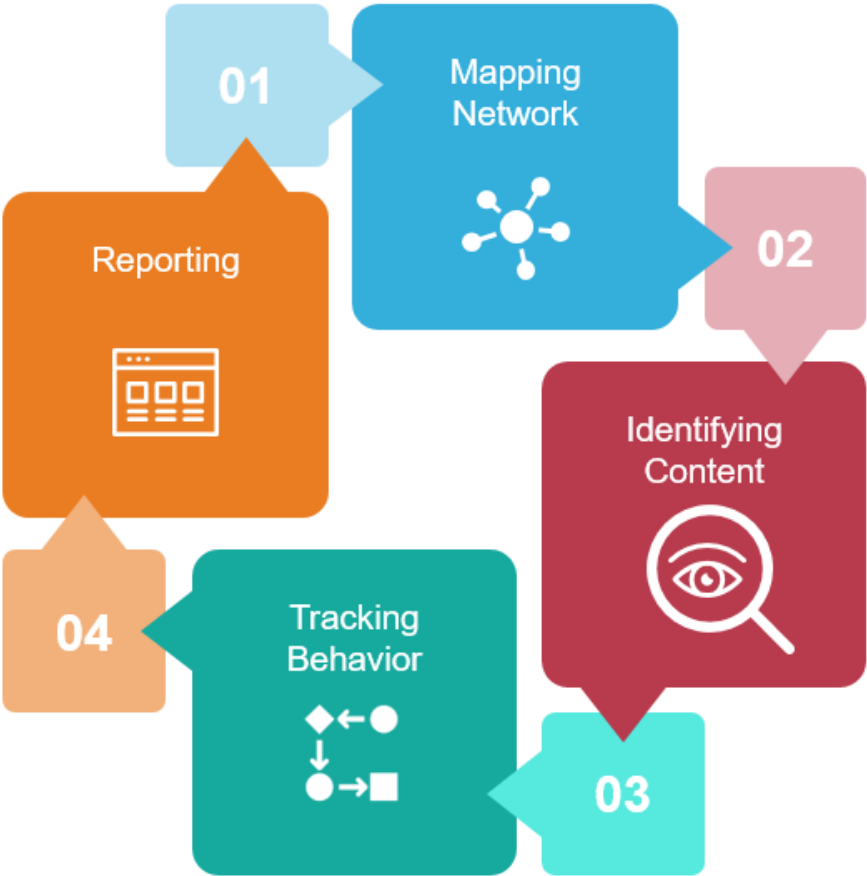 01
Mapping
Network
02
Identifying
Content
03
Tracking
Behavior
04
Reporting